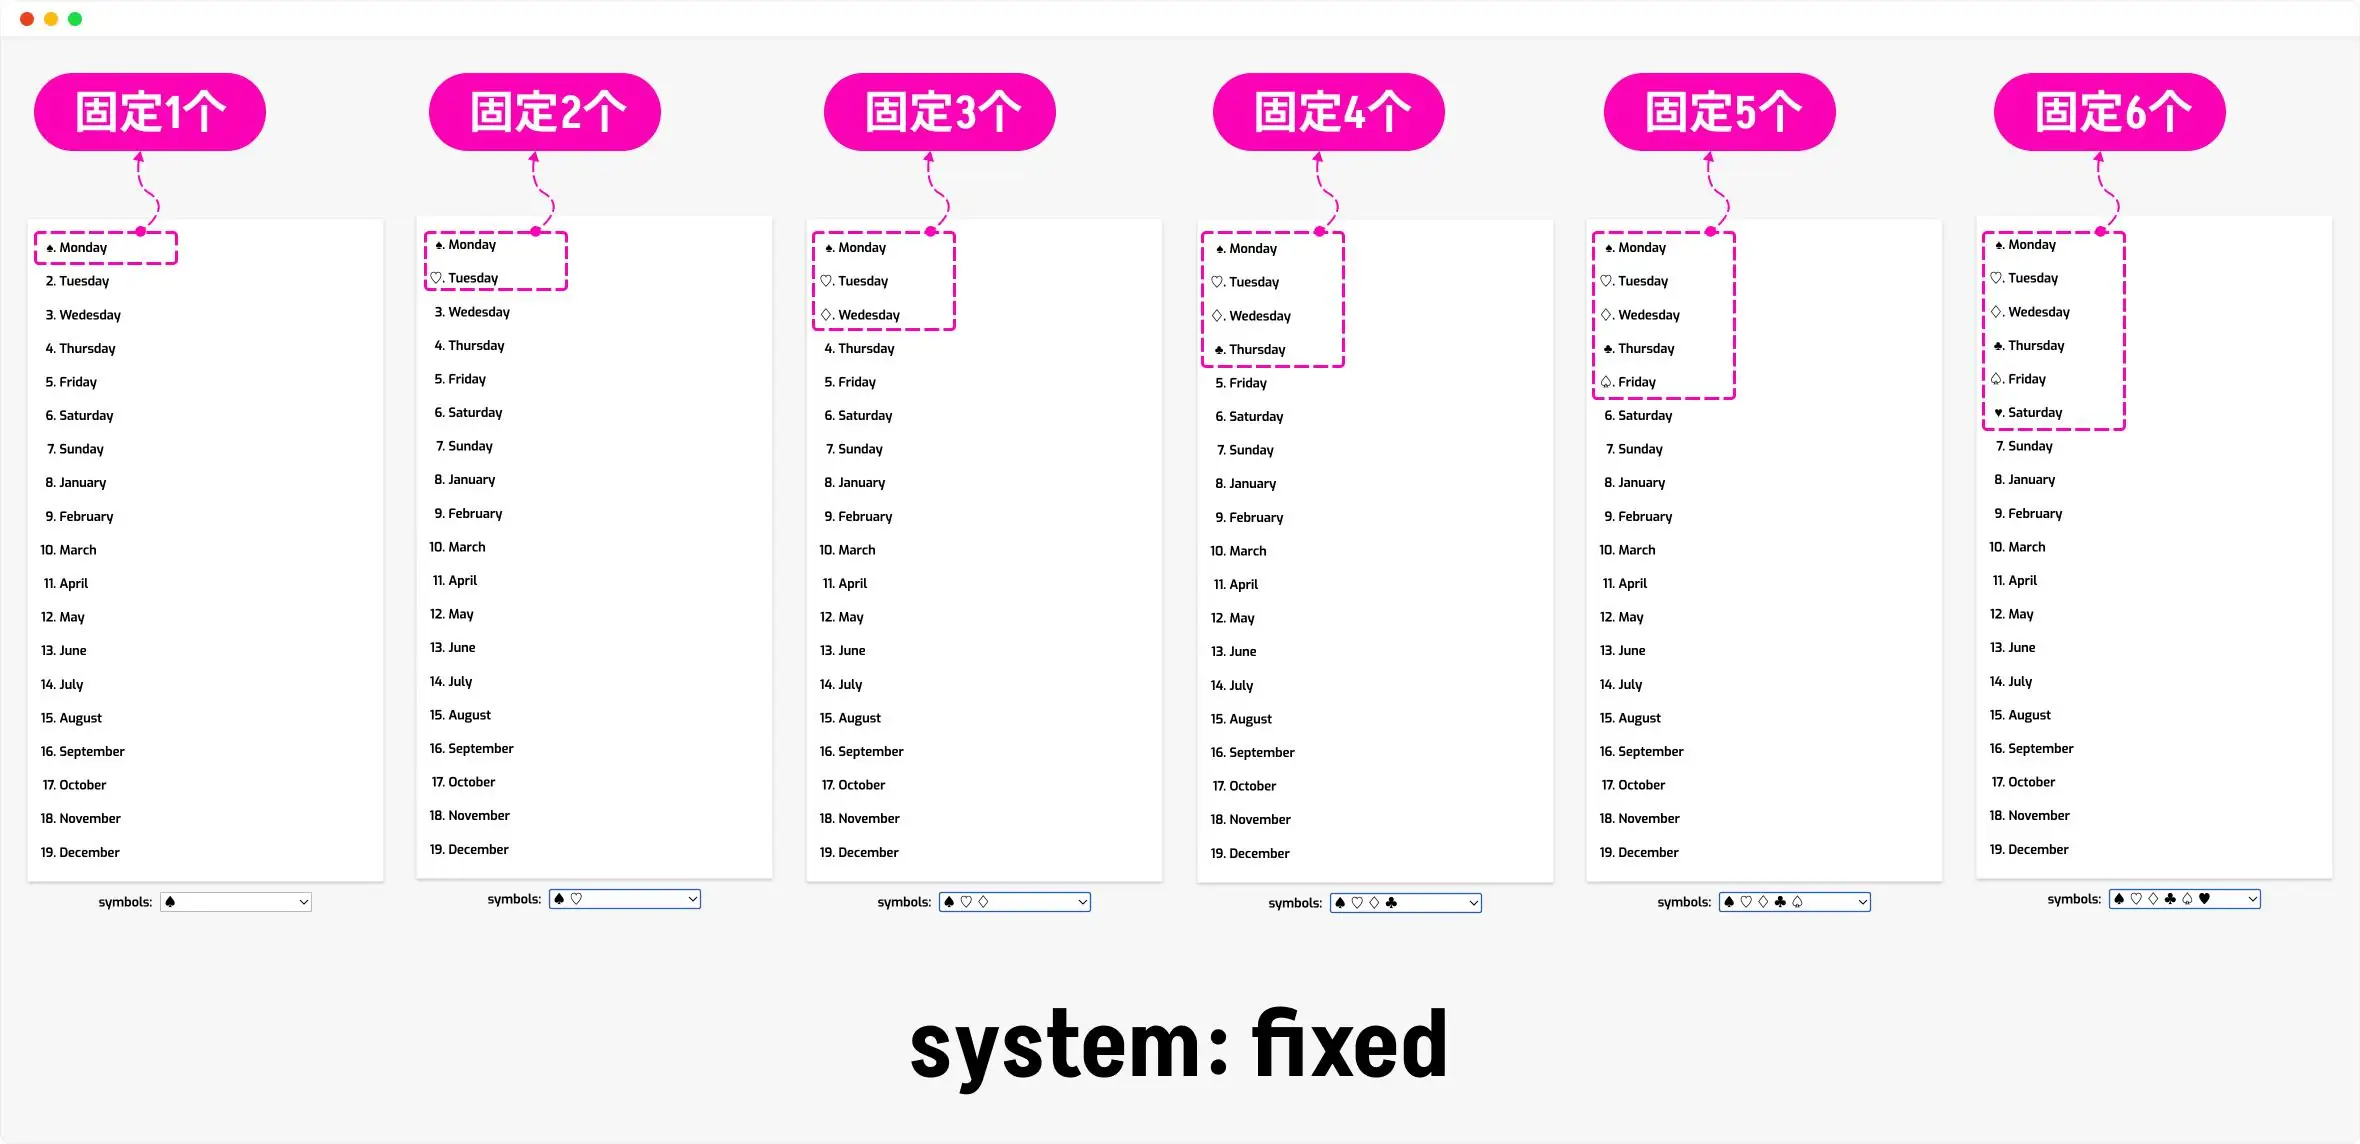 固定1个
♠. Monday
2. Tuesday
3. Wedesday
4. Thursday
5. Friday
6. Saturday
7. Sunday
8. January
9. February
10. March
11. April
12. May
13. June
14. July
15. August
16. September
17. October
18. November
19. December
symbols: ♠
固定2个
♠. Monday
♡. Tuesday
3. Wedesday
4. Thursday
5. Friday
6. Saturday
7. Sunday
8. January
9. February
10. March
11. April
12. May
13. June
14. July
15. August
16. September
17. October
18. November
19. December
symbols: ♠ ♡
固定3个
♠. Monday
♡. Tuesday
♢. Wedesday
4. Thursday
5. Friday
6. Saturday
7. Sunday
8. January
9. February
10. March
11. April
12. May
13. June
14. July
15. August
16. September
17. October
18. November
19. December
symbols: ♠ ♡ ♢
固定4个
♠. Monday
♡. Tuesday
♢. Wedesday
♣. Thursday
5. Friday
6. Saturday
7. Sunday
8. January
9. February
10. March
11. April
12. May
13. June
14. July
15. August
16. September
17. October
18. November
19. December
symbols: ♠ ♡ ♢ ♣
固定5个
♠. Monday
♡. Tuesday
♢. Wedesday
♣. Thursday
♤. Friday
6. Saturday
7. Sunday
8. January
9. February
10. March
11. April
12. May
13. June
14. July
15. August
16. September
17. October
18. November
19. December
symbols: ♠ ♡ ♢ ♣ ♤
固定6个
♠. Monday
♡. Tuesday
♢. Wedesday
♣. Thursday
♤. Friday
♥. Saturday
7. Sunday
8. January
9. February
10. March
11. April
12. May
13. June
14. July
15. August
16. September
17. October
18. November
19. December
symbols: ♠ ♡ ♢ ♣ ♤ ♥
system: fixed